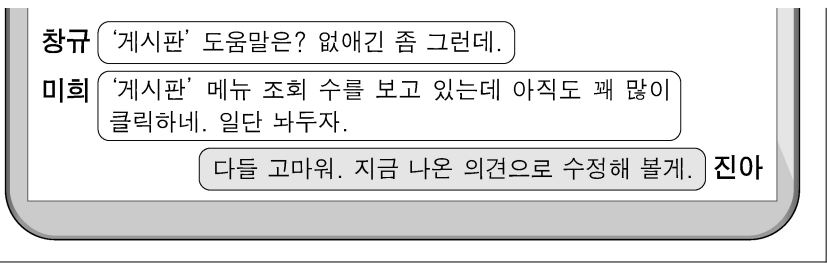 창규 ‘게시판’ 도움말은? 없애긴 좀 그런데.
미희 ‘게시판’ 메뉴 조회 수를 보고 있는데 아직도 꽤 많이
클릭하네. 일단 놔두자.
다들 고마워. 지금 나온 의견으로 수정해 볼게. 진아